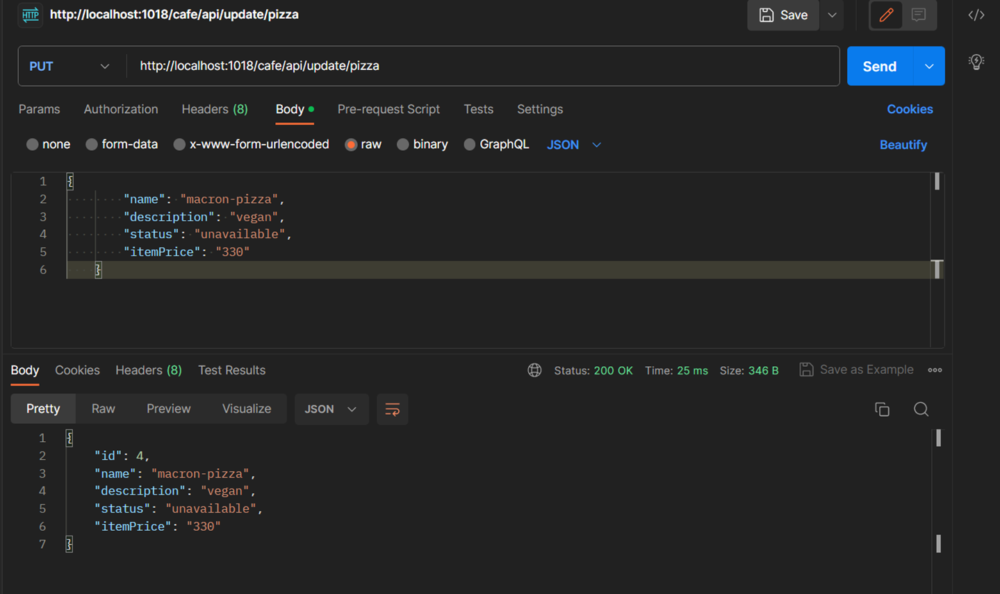 HTTP http://localhost:1018/cafe/api/update/pizza Save
PUT http://localhost:1018/cafe/api/update/pizza Send
Params Authorization Headers (8) Body Pre-request Script Tests Settings Cookies
none form-data x-www-form-urlencoded raw binary GraphQL JSON Beautify
1 {
2 "name": "macron-pizza",
3 "description": "vegan",
4 "status": "unavailable",
5 "itemPrice": "330"
6 }
Body Cookies Headers (8) Test Results Status: 200 OK Time: 25 ms Size: 346 B Save as Example
Pretty Raw Preview Visualize JSON
1 {
2 "id": 4,
3 "name": "macron-pizza",
4 "description": "vegan",
5 "status": "unavailable",
6 "itemPrice": "330"
7 }